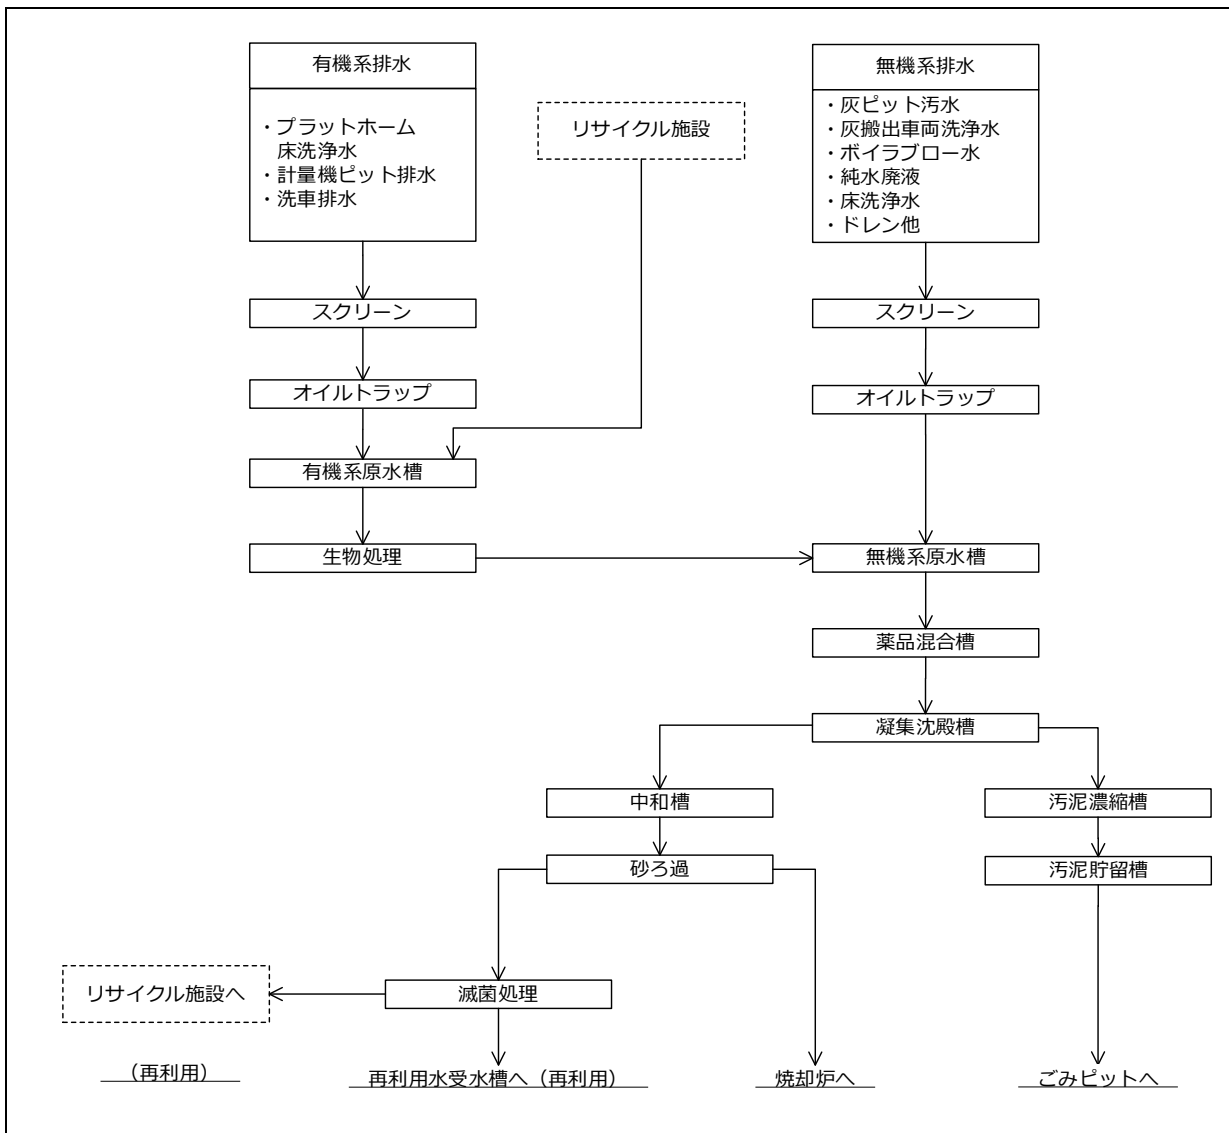 有機系排水
・プラットホーム
床洗浄水
・計量機ピット排水
・洗車排水
リサイクル施設
無機系排水
・灰ピット汚水
・灰搬出車両洗浄水
・ボイラブロー水
・純水廃液
・床洗浄水
・ドレン他
スクリーン
スクリーン
オイルトラップ
オイルトラップ
有機系原水槽
生物処理
無機系原水槽
薬品混合槽
凝集沈殿槽
中和槽
汚泥濃縮槽
砂ろ過
汚泥貯留槽
リサイクル施設へ
滅菌処理
（再利用）
再利用水受水槽へ（再利用）
焼却炉へ
ごみピットへ